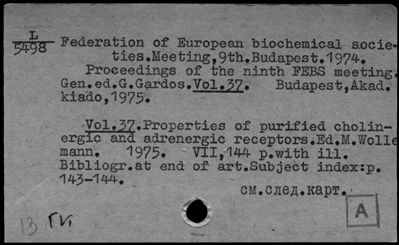 L
5498
Federation of European biochemical socie-
ties.Meeting,9th.Budapest.1974.
Proceedings of the ninth FEBS meeting.
Gen.ed.G.Gardos.Vol.37. Budapest,Akad.
kiado,1975.
Vol.37.Properties of purified cholin-
ergic and adrenergic receptors.Ed.M.Wolle
mann. 1975. VII,144 p.with ill.
Bibliogr.at end of art.Subject index:p.
143-144.
см.след.карт.
A
13